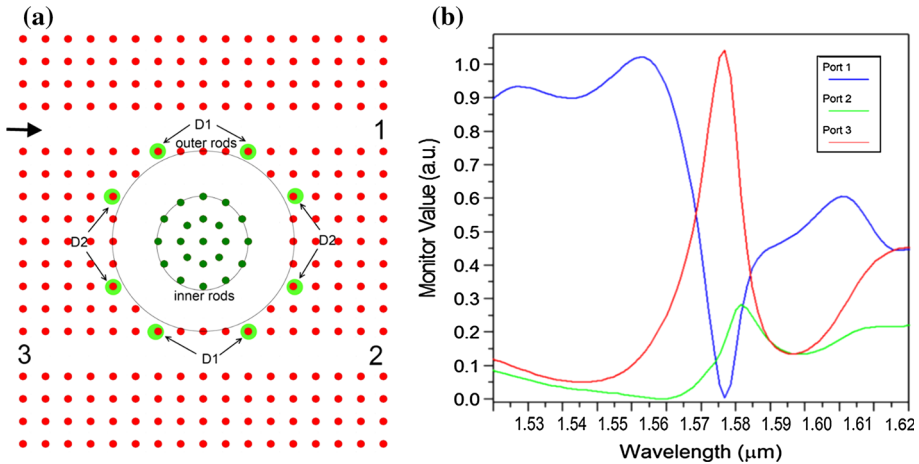 (a)
D1
outer rods
1
D2
D2
inner rods
D1
3
2
(b)
Monitor Value (a.u.)
1.0
0.9
0.8
0.7
0.6
0.5
0.4
0.3
0.2
0.1
0.0
1.53 1.54 1.55 1.56 1.57 1.58 1.59 1.60 1.61 1.62
Wavelength (µm)
Port 1
Port 2
Port 3